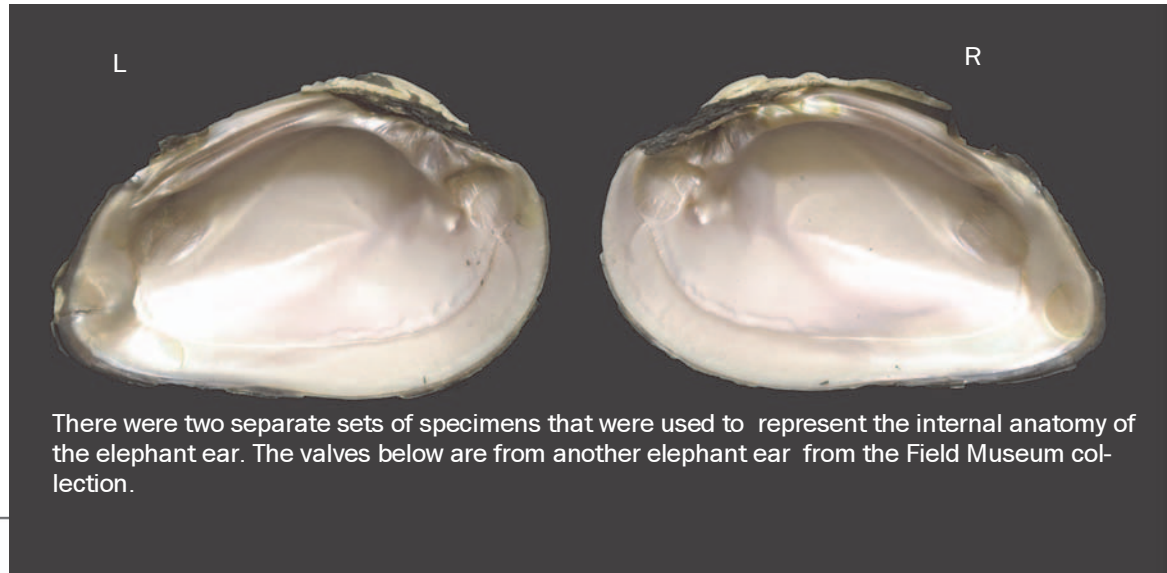 L
R
There were two separate sets of specimens that were used to represent the internal anatomy of
the elephant ear. The valves below are from another elephant ear from the Field Museum col-
lection.